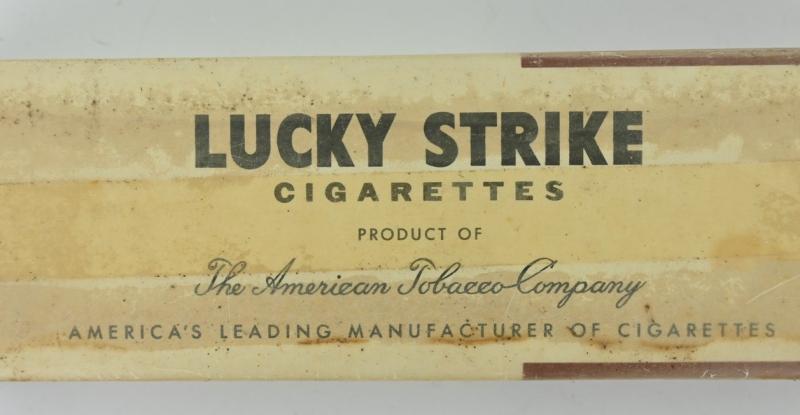 LUCKY STRIKE
CIGARETTES
PRODUCT OF
The American Tobacco Company
AMERICA'S LEADING MANUFACTURER OF CIGARETTES